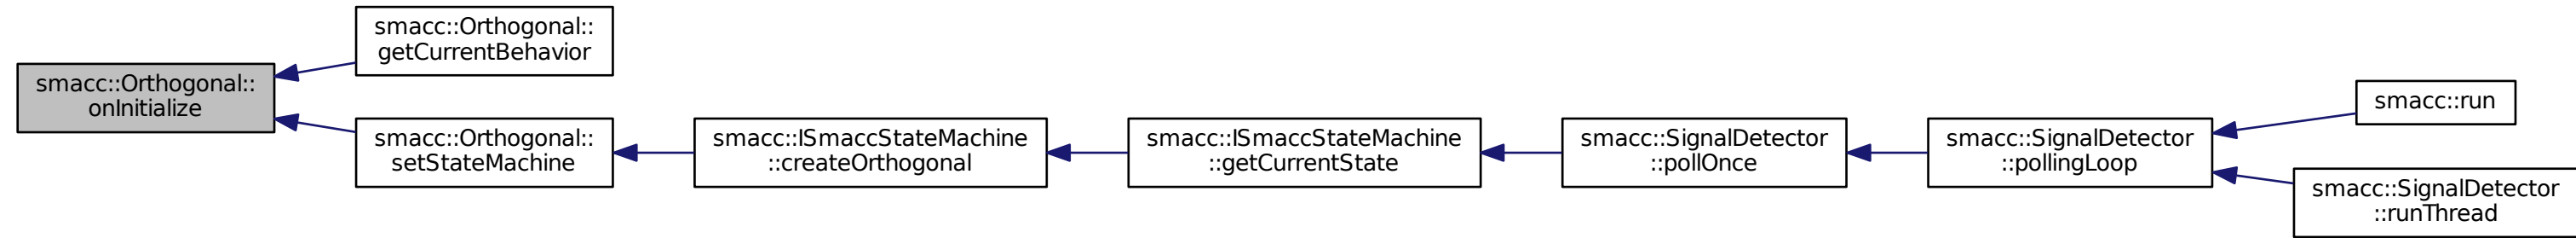 smacc::Orthogonal::
onInitialize
smacc::Orthogonal::
getCurrentBehavior
smacc::Orthogonal::
setStateMachine
smacc::ISmaccStateMachine
::createOrthogonal
smacc::ISmaccStateMachine
::getCurrentState
smacc::SignalDetector
::pollOnce
smacc::SignalDetector
::pollingLoop
smacc::run
smacc::SignalDetector
::runThread